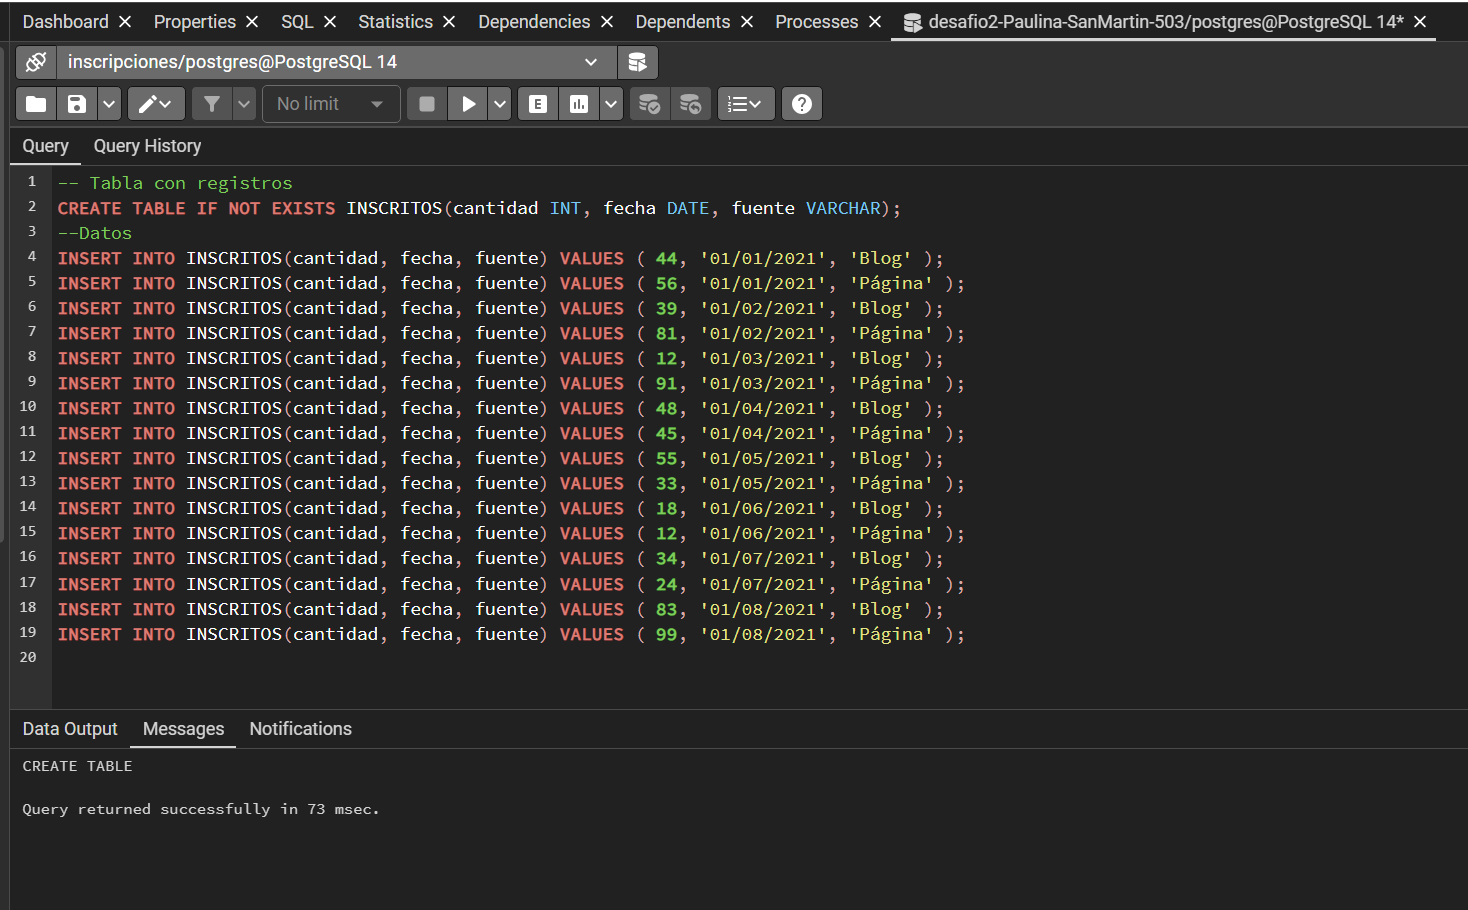 Dashboard Properties SQL Statistics Dependencies Dependents Processes desafio2-Paulina-SanMartin-503/postgres@PostgreSQL 14*
inscripciones/postgres@PostgreSQL 14
No limit E
Query Query History
1 -- Tabla con registros
2 CREATE TABLE IF NOT EXISTS INSCRITOS(cantidad INT, fecha DATE, fuente VARCHAR);
3 --Datos
4 INSERT INTO INSCRITOS(cantidad, fecha, fuente) VALUES ( 44, '01/01/2021', 'Blog' );
5 INSERT INTO INSCRITOS(cantidad, fecha, fuente) VALUES ( 56, '01/01/2021', 'Página' );
6 INSERT INTO INSCRITOS(cantidad, fecha, fuente) VALUES ( 39, '01/02/2021', 'Blog' );
7 INSERT INTO INSCRITOS(cantidad, fecha, fuente) VALUES ( 81, '01/02/2021', 'Página' );
8 INSERT INTO INSCRITOS(cantidad, fecha, fuente) VALUES ( 12, '01/03/2021', 'Blog' );
9 INSERT INTO INSCRITOS(cantidad, fecha, fuente) VALUES ( 91, '01/03/2021', 'Página' );
10 INSERT INTO INSCRITOS(cantidad, fecha, fuente) VALUES ( 48, '01/04/2021', 'Blog' );
11 INSERT INTO INSCRITOS(cantidad, fecha, fuente) VALUES ( 45, '01/04/2021', 'Página' );
12 INSERT INTO INSCRITOS(cantidad, fecha, fuente) VALUES ( 55, '01/05/2021', 'Blog' );
13 INSERT INTO INSCRITOS(cantidad, fecha, fuente) VALUES ( 33, '01/05/2021', 'Página' );
14 INSERT INTO INSCRITOS(cantidad, fecha, fuente) VALUES ( 18, '01/06/2021', 'Blog' );
15 INSERT INTO INSCRITOS(cantidad, fecha, fuente) VALUES ( 12, '01/06/2021', 'Página' );
16 INSERT INTO INSCRITOS(cantidad, fecha, fuente) VALUES ( 34, '01/07/2021', 'Blog' );
17 INSERT INTO INSCRITOS(cantidad, fecha, fuente) VALUES ( 24, '01/07/2021', 'Página' );
18 INSERT INTO INSCRITOS(cantidad, fecha, fuente) VALUES ( 83, '01/08/2021', 'Blog' );
19 INSERT INTO INSCRITOS(cantidad, fecha, fuente) VALUES ( 99, '01/08/2021', 'Página' );
20
Data Output Messages Notifications
CREATE TABLE
Query returned successfully in 73 msec.